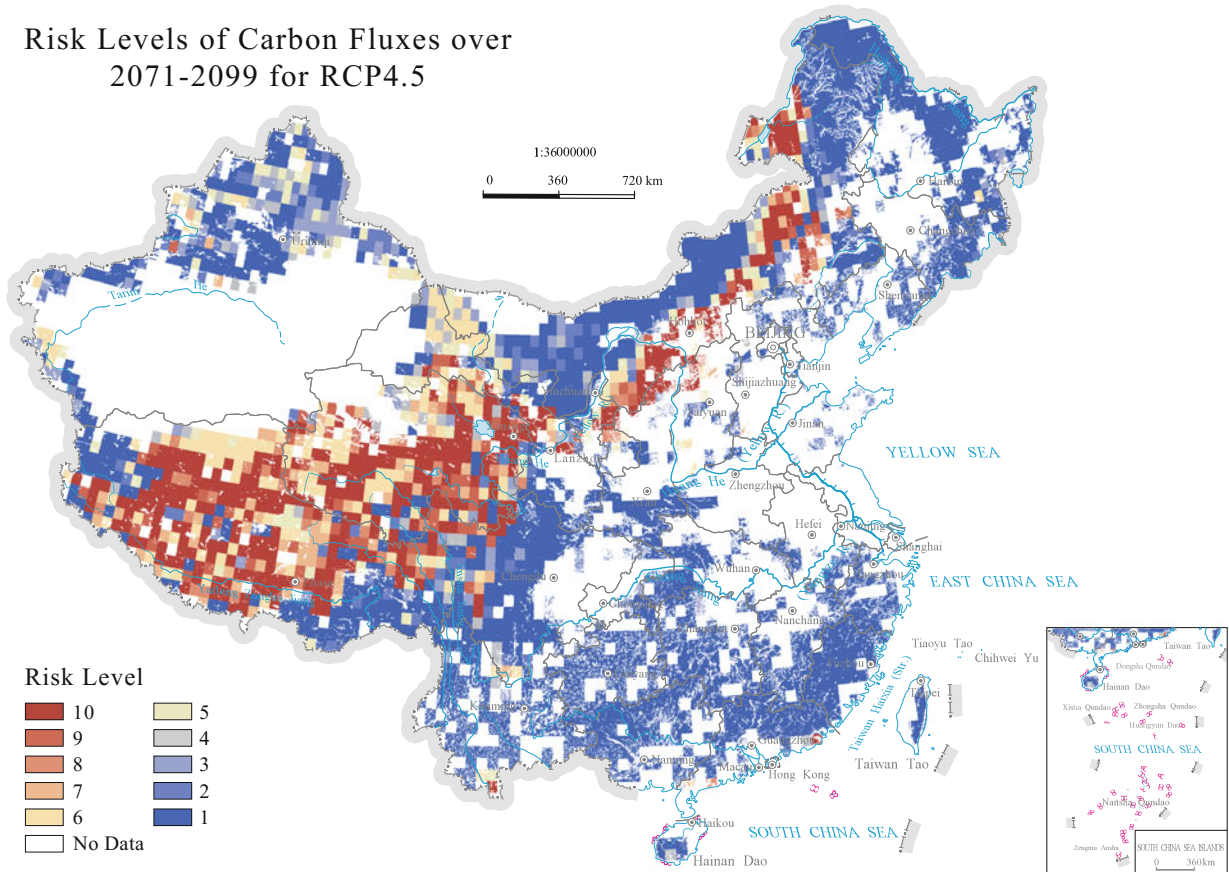 Risk Levels of Carbon Fluxes over
2071-2099 for RCP4.5
1:36000000
0 360 720 km
Harbin
Changchun
Urumqi
Tarim He
Shenyang
Hohhot
BEIJING
Tianjin
Yinchuan
Shijiazhuang
Taiyuan
Jinan
YELLOW SEA
Lanzhou
Zhengzhou
Hefei
Nanjing
Shanghai
Chengdu
Wuhan
EAST CHINA SEA
Lhasa
Nanchang
Tiaoyu Tao
Chihwei Yu
Fuzhou
Taiwan Haixia (Str.)
Taipei
Kunming
Guangzhou
Nanning
Macao
Hong Kong
Taiwan Tao
Haikou
SOUTH CHINA SEA
Hainan Dao
Risk Level
10 5
9 4
8 3
7 2
6 1
No Data
Taiwan Tao
Dongsha Qundao
Hainan Dao
Xisha Qundao
Zhongsha Qundao
Huangyan Dao
SOUTH CHINA SEA
Nansha Qundao
Zengmu Ansha
SOUTH CHINA SEA ISLANDS
0 360km